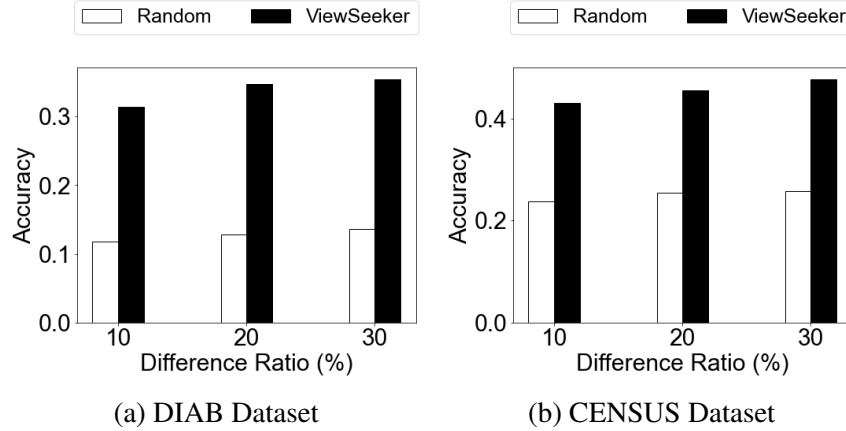 Random ViewSeeker
Accuracy
0.3
0.2
0.1
0.0
10 20 30
Difference Ratio (%)
(a) DIAB Dataset
Random ViewSeeker
Accuracy
0.4
0.2
0.0
10 20 30
Difference Ratio (%)
(b) CENSUS Dataset